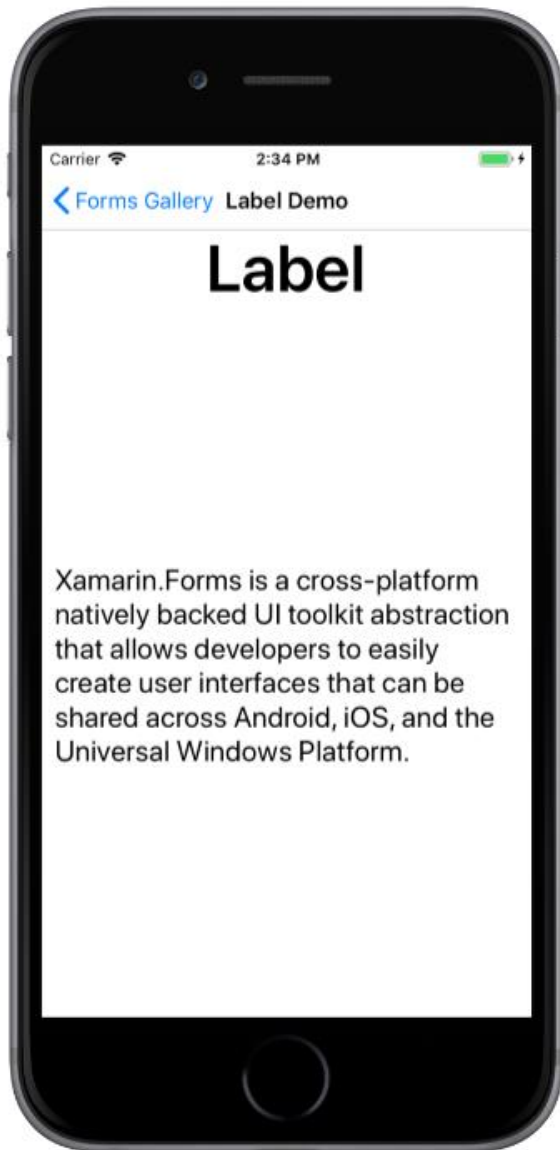 Carrier
2:34 PM
Forms Gallery Label Demo
Label
Xamarin.Forms is a cross-platform
natively backed UI toolkit abstraction
that allows developers to easily
create user interfaces that can be
shared across Android, iOS, and the
Universal Windows Platform.